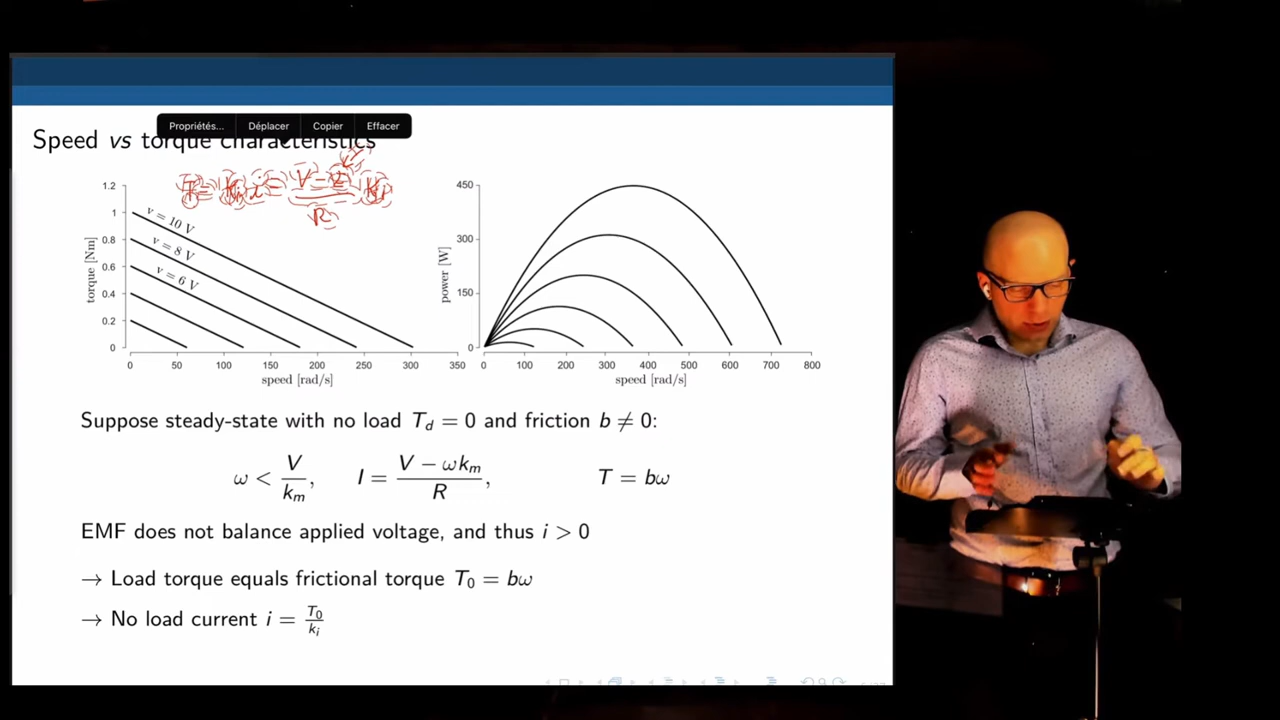 Propriétés... Déplacer Copier Effacer
Speed vs torque characteristics
torque [Nm]
1.2
1
0.8
0.6
0.4
0.2
0
v = 10 V
v = 8 V
v = 6 V
0 50 100 150 200 250 300 350
speed [rad/s]
power [W]
450
300
150
0
0 100 200 300 400 500 600 700 800
speed [rad/s]
Suppose steady-state with no load T_d = 0 and friction b ≠ 0:
ω < V/k_m, I = (V − ωk_m)/R, T = bω
EMF does not balance applied voltage, and thus i > 0
→ Load torque equals frictional torque T_0 = bω
→ No load current i = T_0/k_i